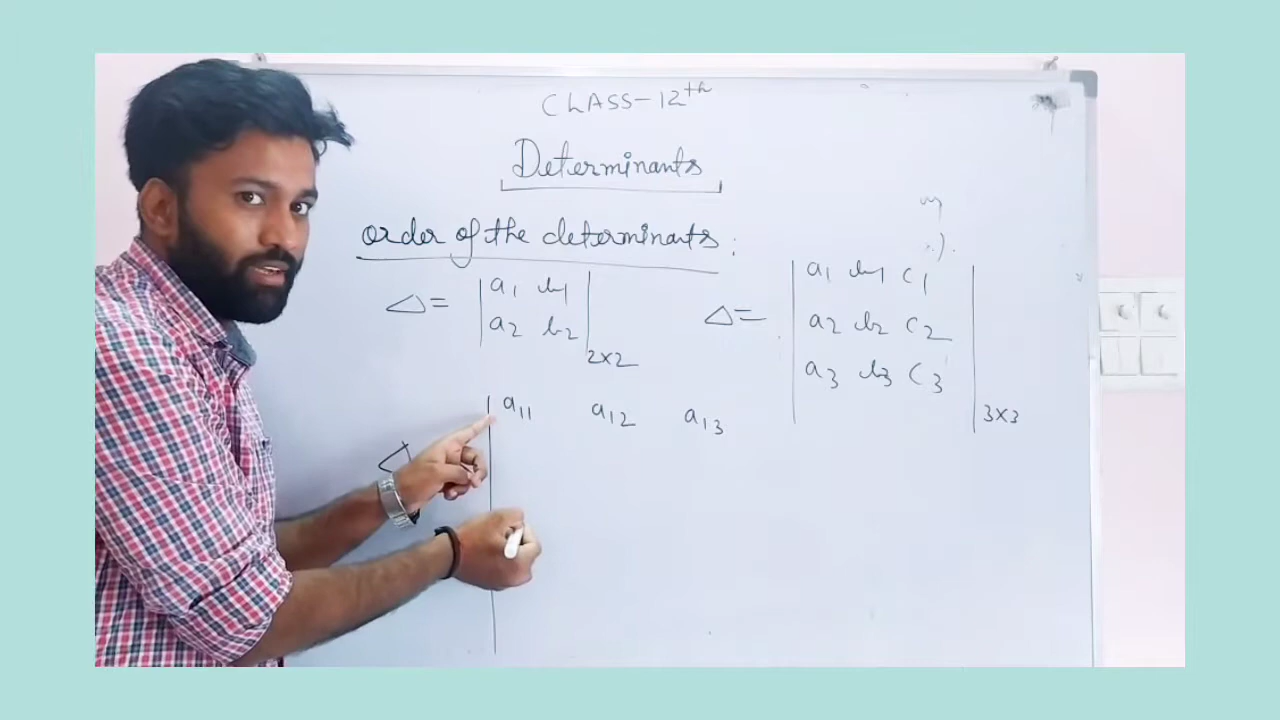 CLASS-12th
Determinants
order of the determinants:
Δ= | a1 b1 |
| a2 b2 | 2x2
Δ= | a1 b1 c1 |
| a2 b2 c2 |
| a3 b3 c3 | 3x3
Δ | a11 a12 a13